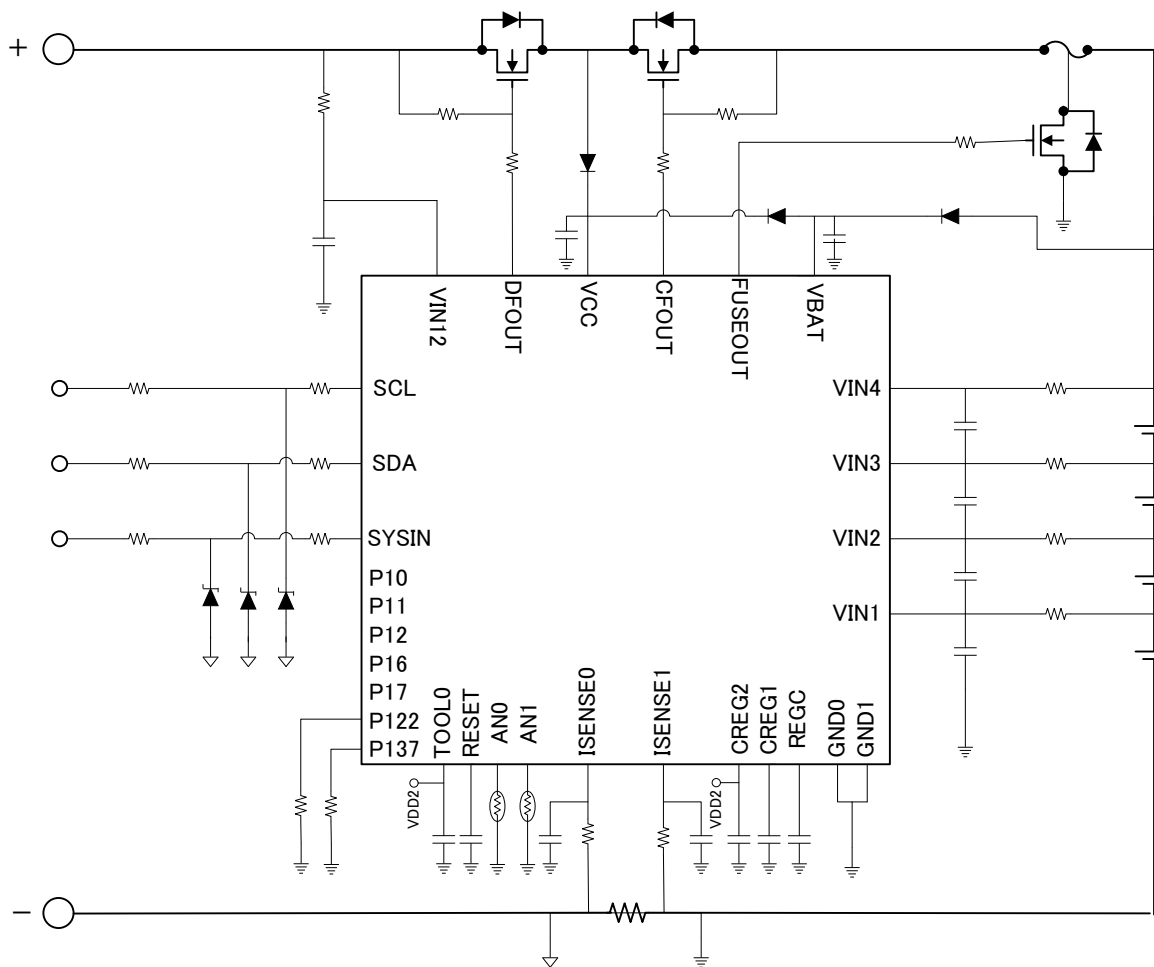 +
VIN12
DFOUT
VCC
CFOUT
FUSEOUT
VBAT
SCL
SDA
SYSIN
P10
P11
P12
P16
P17
P122
P137
VIN4
VIN3
VIN2
VIN1
TOOL0
RESET
AN0
AN1
ISENSE0
ISENSE1
CREG2
CREG1
REGC
GND0
GND1
VDD2
VDD2
-